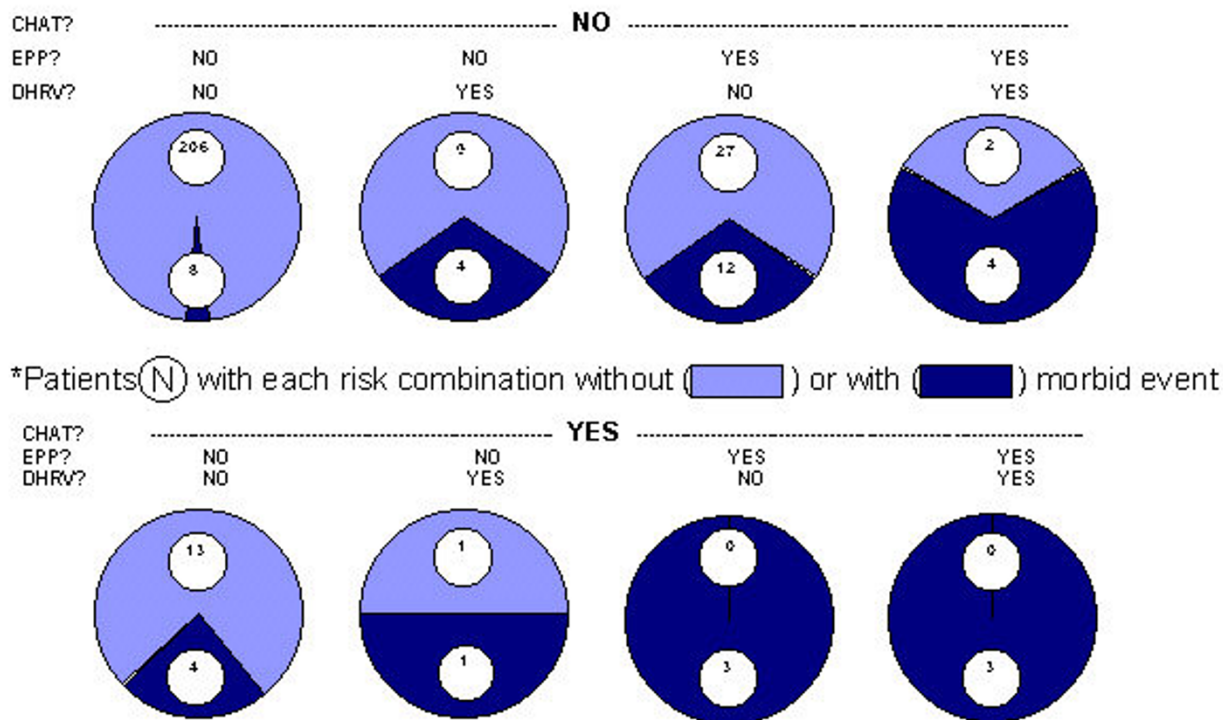 CHAT? NO
EPP? NO NO YES YES
DHRV? NO YES NO YES
206 9 27 2
8 4 12 4
*Patients(N) with each risk combination without ( ) or with ( ) morbid event
CHAT? YES
EPP? NO NO YES YES
DHRV? NO YES NO YES
13 1 0 0
4 1 3 3